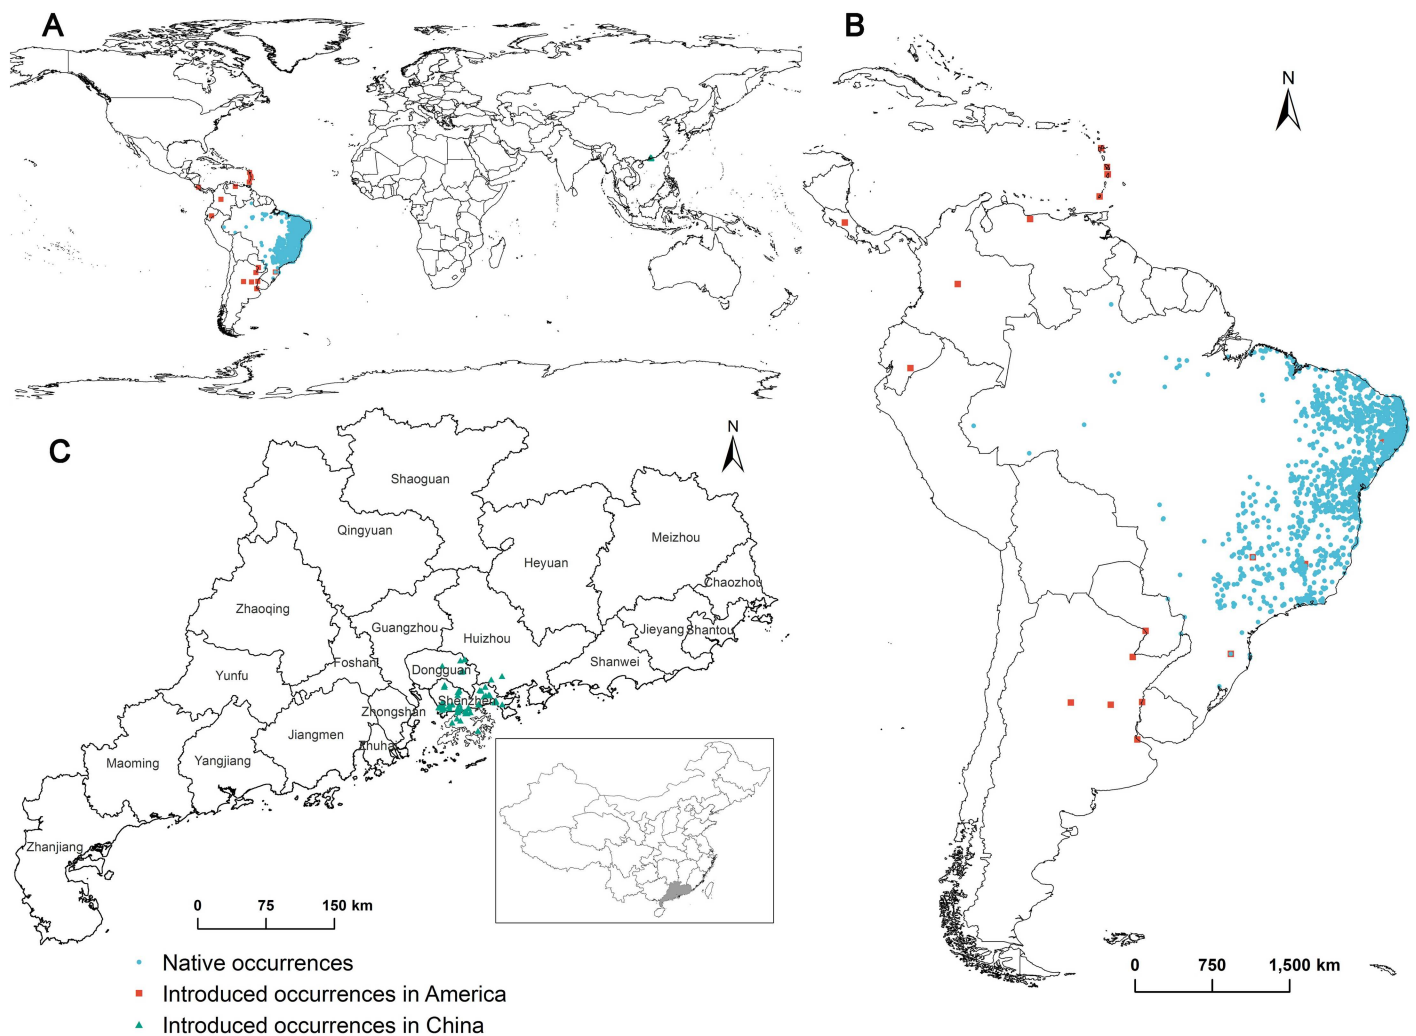 A
B
N
C
N
Shaoguan
Qingyuan
Meizhou
Heyuan
Chaozhou
Zhaoqing
Guangzhou
Huizhou
Jieyang
Shantou
Foshan
Dongguan
Shanwei
Yunfu
Shenzhen
Zhongshan
Jiangmen
Zhuhai
Yangjiang
Maoming
Zhanjiang
0 75 150 km
0 750 1,500 km
Native occurrences
Introduced occurrences in America
Introduced occurrences in China